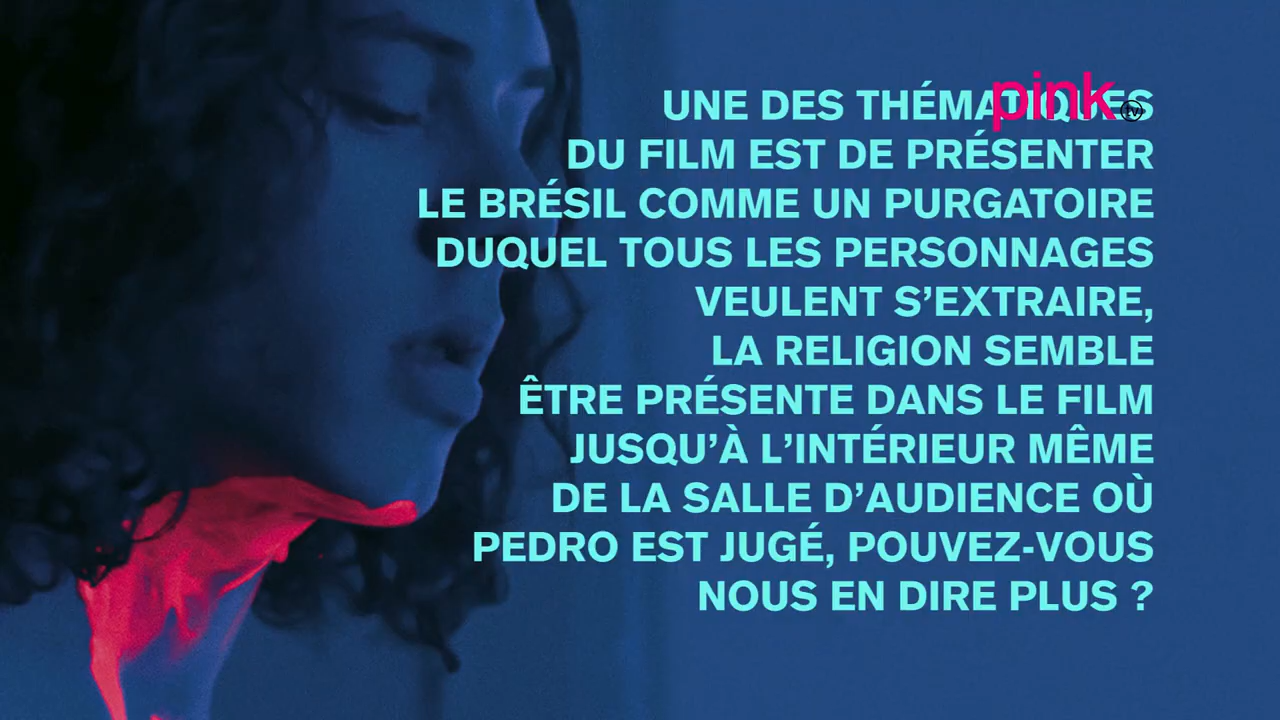 UNE DES THÉMATIQUES
DU FILM EST DE PRÉSENTER
LE BRÉSIL COMME UN PURGATOIRE
DUQUEL TOUS LES PERSONNAGES
VEULENT S’EXTRAIRE,
LA RELIGION SEMBLE
ÊTRE PRÉSENTE DANS LE FILM
JUSQU’À L’INTÉRIEUR MÊME
DE LA SALLE D’AUDIENCE OÙ
PEDRO EST JUGÉ, POUVEZ-VOUS
NOUS EN DIRE PLUS ?
pink tv